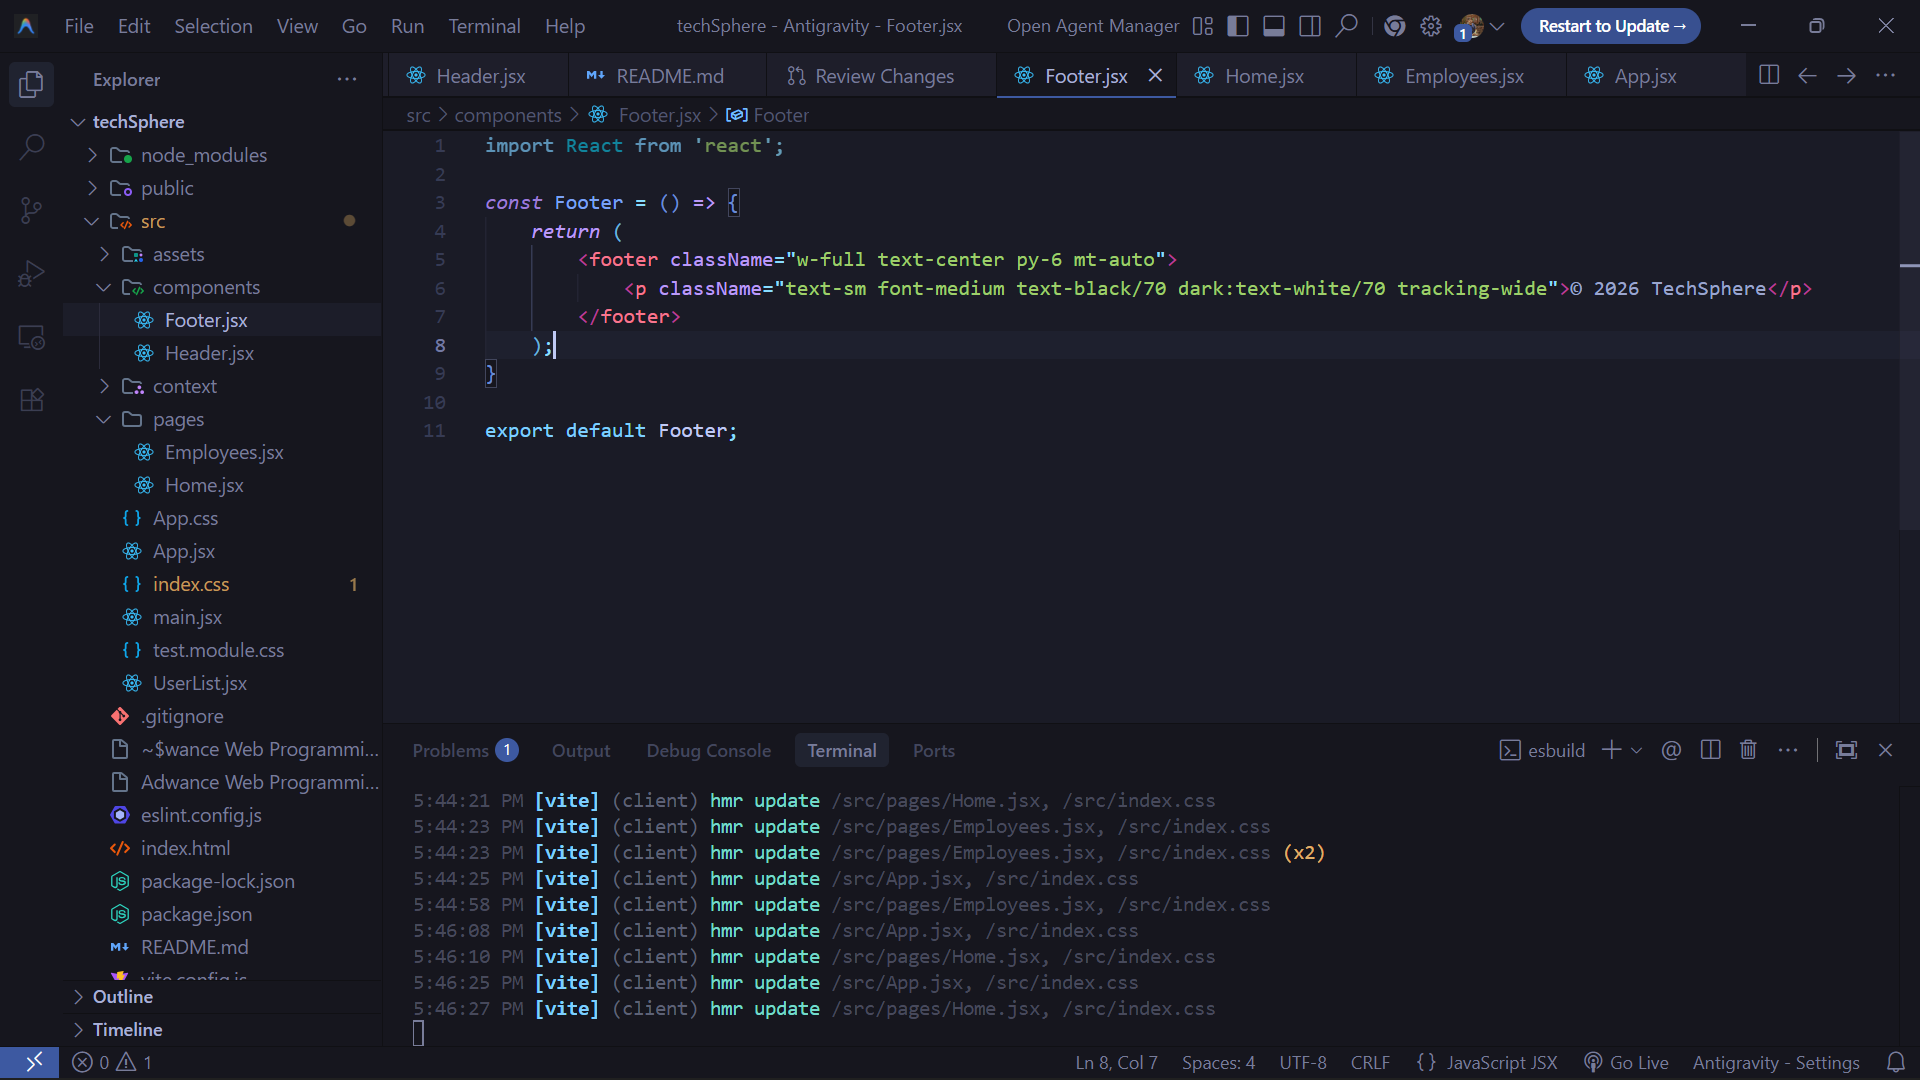 File Edit Selection View Go Run Terminal Help techSphere - Antigravity - Footer.jsx Open Agent Manager 1 Restart to Update →
Explorer
techSphere
node_modules
public
src
assets
components
Footer.jsx
Header.jsx
context
pages
Employees.jsx
Home.jsx
App.css
App.jsx
index.css 1
main.jsx
test.module.css
UserList.jsx
.gitignore
~$wance Web Programmi...
Adwance Web Programmi...
eslint.config.js
index.html
package-lock.json
package.json
README.md
vite.config.js
Outline
Timeline
Header.jsx README.md Review Changes Footer.jsx Home.jsx Employees.jsx App.jsx
src > components > Footer.jsx > Footer
1 import React from 'react';
2
3 const Footer = () => {
4 return (
5 <footer className="w-full text-center py-6 mt-auto">
6 <p className="text-sm font-medium text-black/70 dark:text-white/70 tracking-wide">© 2026 TechSphere</p>
7 </footer>
8 );
9 }
10
11 export default Footer;
Problems 1 Output Debug Console Terminal Ports esbuild
5:44:21 PM [vite] (client) hmr update /src/pages/Home.jsx, /src/index.css
5:44:23 PM [vite] (client) hmr update /src/pages/Employees.jsx, /src/index.css
5:44:23 PM [vite] (client) hmr update /src/pages/Employees.jsx, /src/index.css (x2)
5:44:25 PM [vite] (client) hmr update /src/App.jsx, /src/index.css
5:44:58 PM [vite] (client) hmr update /src/pages/Employees.jsx, /src/index.css
5:46:08 PM [vite] (client) hmr update /src/App.jsx, /src/index.css
5:46:10 PM [vite] (client) hmr update /src/pages/Home.jsx, /src/index.css
5:46:25 PM [vite] (client) hmr update /src/App.jsx, /src/index.css
5:46:27 PM [vite] (client) hmr update /src/pages/Home.jsx, /src/index.css
0 1 Ln 8, Col 7 Spaces: 4 UTF-8 CRLF {} JavaScript JSX Go Live Antigravity - Settings